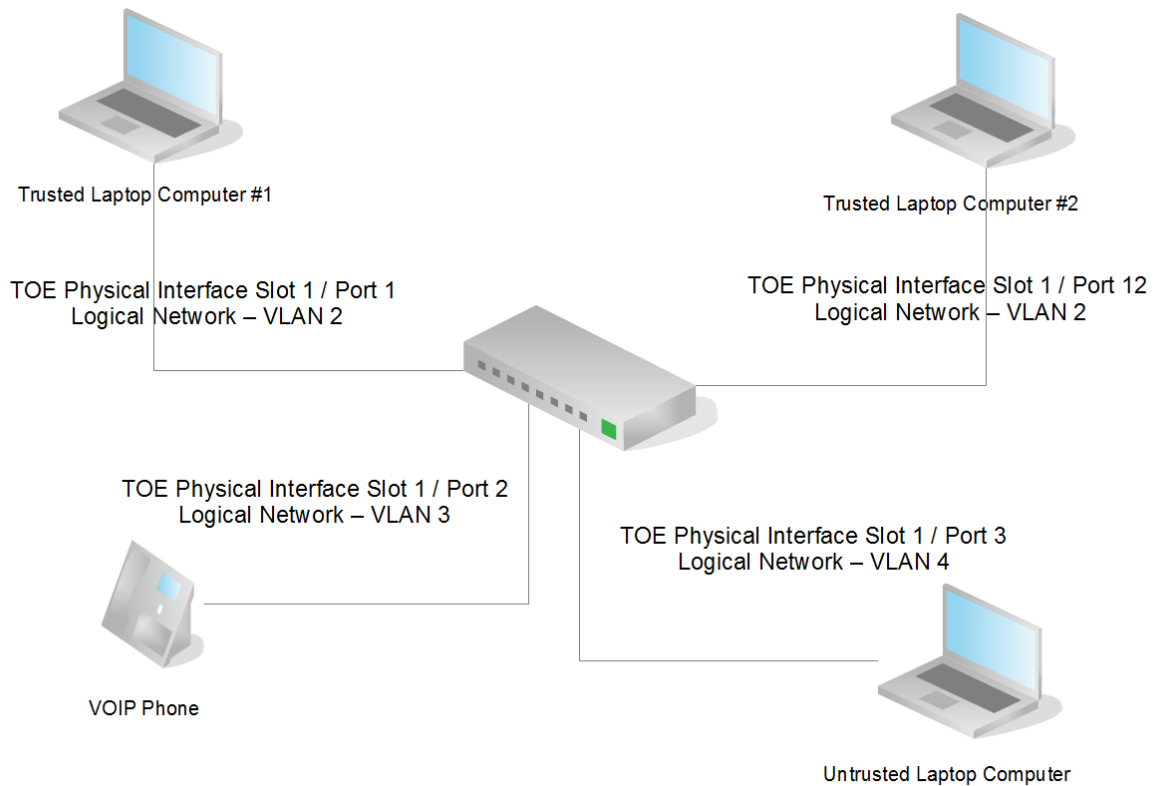 Trusted Laptop Computer #1
Trusted Laptop Computer #2
TOE Physical Interface Slot 1 / Port 1
Logical Network – VLAN 2
TOE Physical Interface Slot 1 / Port 12
Logical Network – VLAN 2
TOE Physical Interface Slot 1 / Port 2
Logical Network – VLAN 3
TOE Physical Interface Slot 1 / Port 3
Logical Network – VLAN 4
VOIP Phone
Untrusted Laptop Computer